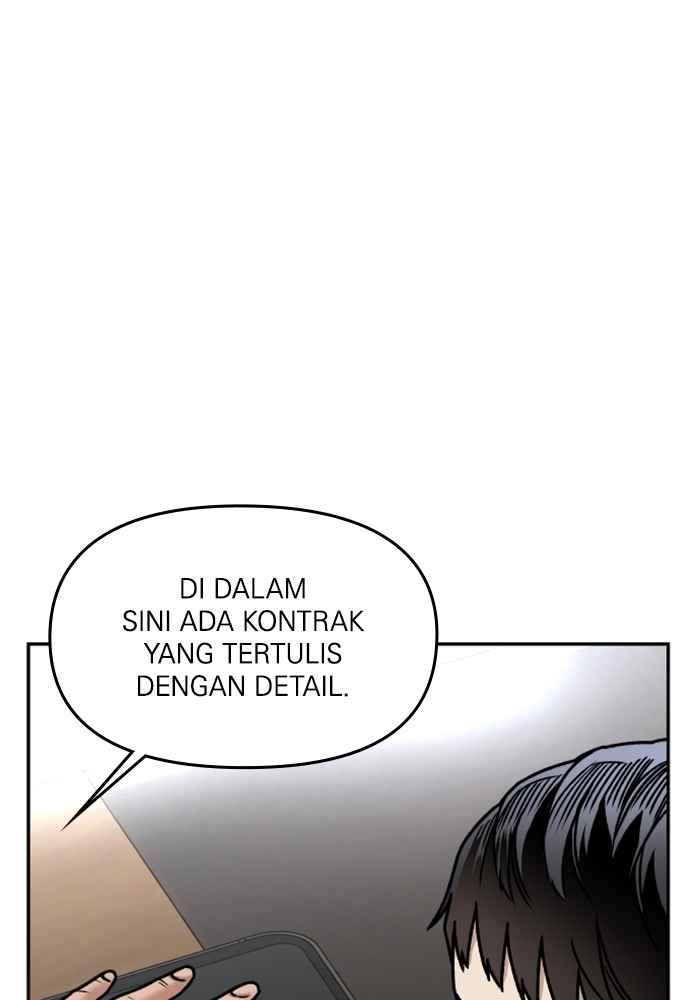 DI DALAM
SINI ADA KONTRAK
YANG TERTULIS
DENGAN DETAIL.